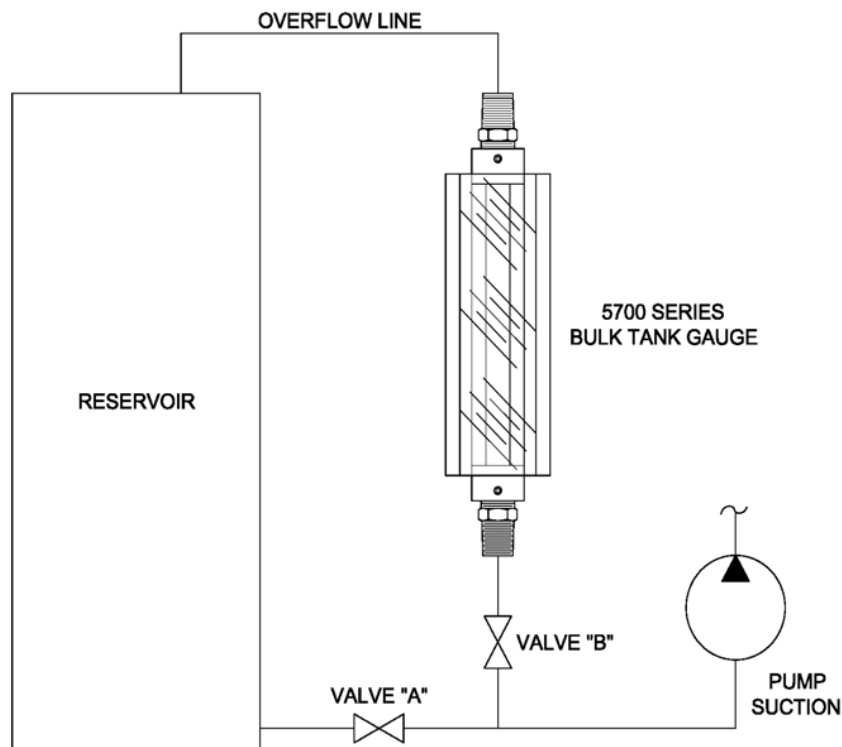 OVERFLOW LINE
5700 SERIES
BULK TANK GAUGE
RESERVOIR
VALVE "B"
VALVE "A"
PUMP
SUCTION